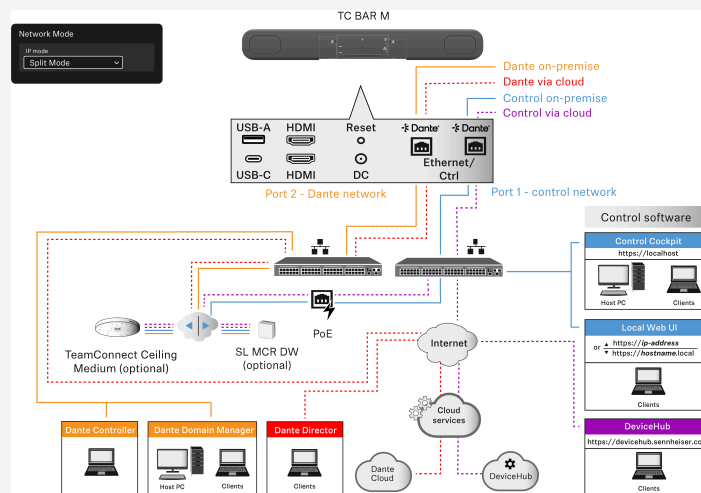 TC BAR M
Network Mode
IP mode
Split Mode
Dante on-premise
Dante via cloud
Control on-premise
Control via cloud
USB-A HDMI Reset Dante Dante
Ethernet/
Ctrl
USB-C HDMI DC
Port 2 - Dante network
Port 1 - control network
Control software
Control Cockpit
https://localhost
Host PC Clients
PoE
TeamConnect Ceiling
Medium (optional)
SL MCR DW
(optional)
Internet
Local Web UI
or https://ip-address
https://hostname.local
Clients
Cloud
services
Dante Controller
Dante Domain Manager
Host PC Clients
Dante Director
Clients
Dante
Cloud
DeviceHub
DeviceHub
https://devicehub.sennheiser.co
Clients